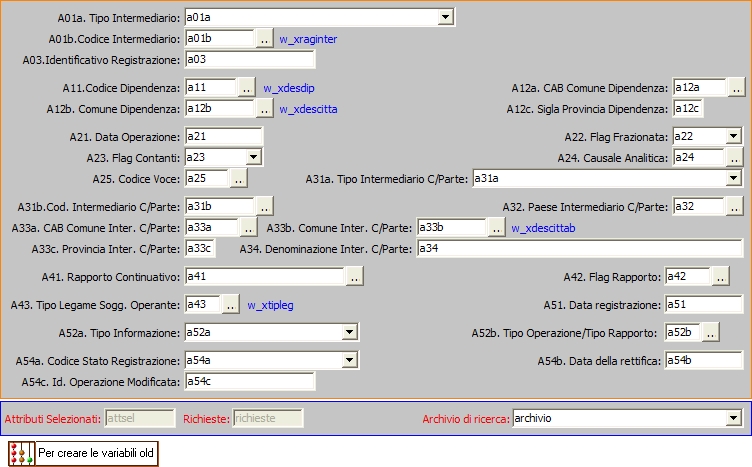 A01a. Tipo Intermediario: a01a
A01b.Codice Intermediario: a01b .. w_xraginter
A03.Identificativo Registrazione: a03
A11.Codice Dipendenza: a11 .. w_xdesdip A12a. CAB Comune Dipendenza: a12a ..
A12b. Comune Dipendenza: a12b .. w_xdescitta A12c. Sigla Provincia Dipendenza: a12c
A21. Data Operazione: a21 A22. Flag Frazionata: a22
A23. Flag Contanti: a23 A24. Causale Analitica: a24 ..
A25. Codice Voce: a25 .. A31a. Tipo Intermediario C/Parte: a31a
A31b.Cod. Intermediario C/Parte: a31b .. A32. Paese Intermediario C/Parte: a32 ..
A33a. CAB Comune Inter. C/Parte: a33a .. A33b. Comune Inter. C/Parte: a33b .. w_xdescittab
A33c. Provincia Inter. C/Parte: a33c A34. Denominazione Inter. C/Parte: a34
A41. Rapporto Continuativo: a41 .. A42. Flag Rapporto: a42 ..
A43. Tipo Legame Sogg. Operante: a43 .. w_xtipleg A51. Data registrazione: a51
A52a. Tipo Informazione: a52a A52b. Tipo Operazione/Tipo Rapporto: a52b ..
A54a. Codice Stato Registrazione: a54a A54b. Data della rettifica: a54b
A54c. Id. Operazione Modificata: a54c
Attributi Selezionati: attsel Richieste: richieste Archivio di ricerca: archivio
Per creare le variabili old